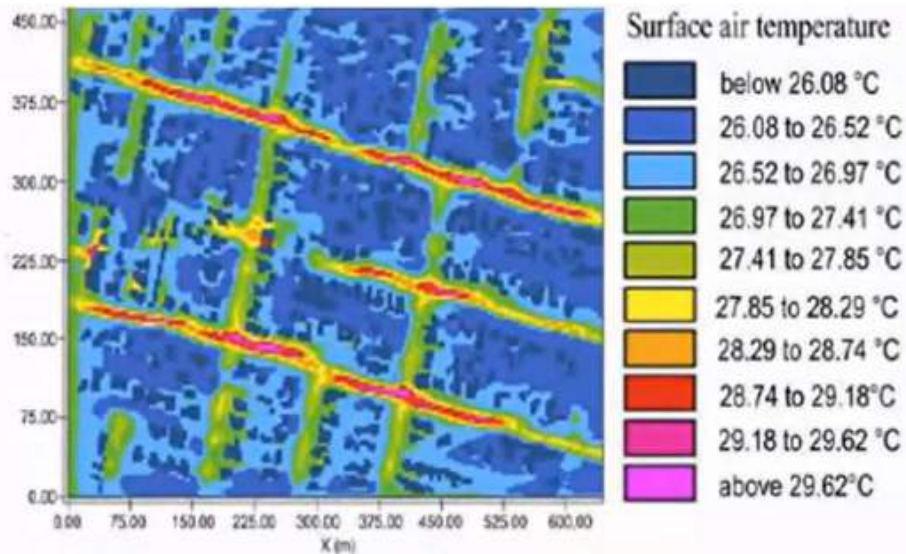 Surface air temperature
below 26.08 °C
26.08 to 26.52 °C
26.52 to 26.97 °C
26.97 to 27.41 °C
27.41 to 27.85 °C
27.85 to 28.29 °C
28.29 to 28.74 °C
28.74 to 29.18°C
29.18 to 29.62 °C
above 29.62°C
450.00
375.00
300.00
225.00
150.00
75.00
0.00
0.00 75.00 150.00 225.00 300.00 375.00 450.00 525.00 600.00
X (m)